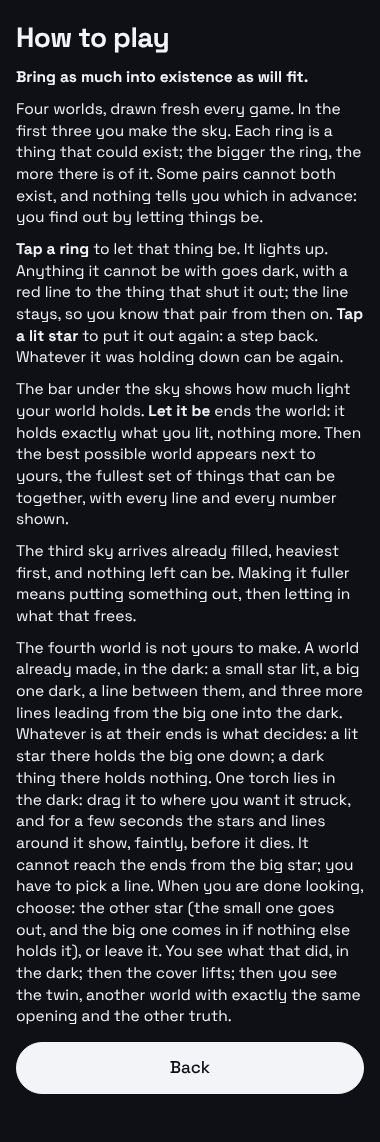 How to play
Bring as much into existence as will fit.
Four worlds, drawn fresh every game. In the
first three you make the sky. Each ring is a
thing that could exist; the bigger the ring, the
more there is of it. Some pairs cannot both
exist, and nothing tells you which in advance:
you find out by letting things be.
Tap a ring to let that thing be. It lights up.
Anything it cannot be with goes dark, with a
red line to the thing that shut it out; the line
stays, so you know that pair from then on. Tap
a lit star to put it out again: a step back.
Whatever it was holding down can be again.
The bar under the sky shows how much light
your world holds. Let it be ends the world: it
holds exactly what you lit, nothing more. Then
the best possible world appears next to
yours, the fullest set of things that can be
together, with every line and every number
shown.
The third sky arrives already filled, heaviest
first, and nothing left can be. Making it fuller
means putting something out, then letting in
what that frees.
The fourth world is not yours to make. A world
already made, in the dark: a small star lit, a big
one dark, a line between them, and three more
lines leading from the big one into the dark.
Whatever is at their ends is what decides: a lit
star there holds the big one down; a dark
thing there holds nothing. One torch lies in
the dark: drag it to where you want it struck,
and for a few seconds the stars and lines
around it show, faintly, before it dies. It
cannot reach the ends from the big star; you
have to pick a line. When you are done looking,
choose: the other star (the small one goes
out, and the big one comes in if nothing else
holds it), or leave it. You see what that did, in
the dark; then the cover lifts; then you see
the twin, another world with exactly the same
opening and the other truth.
Back